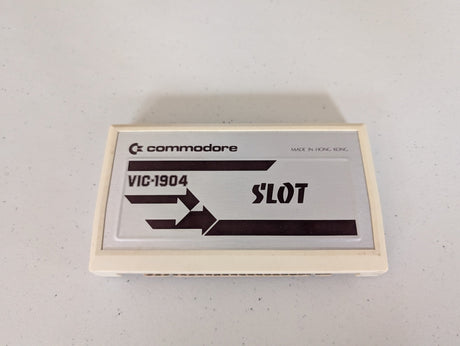 commodore
MADE IN HONG KONG
VIC-1904
SLOT